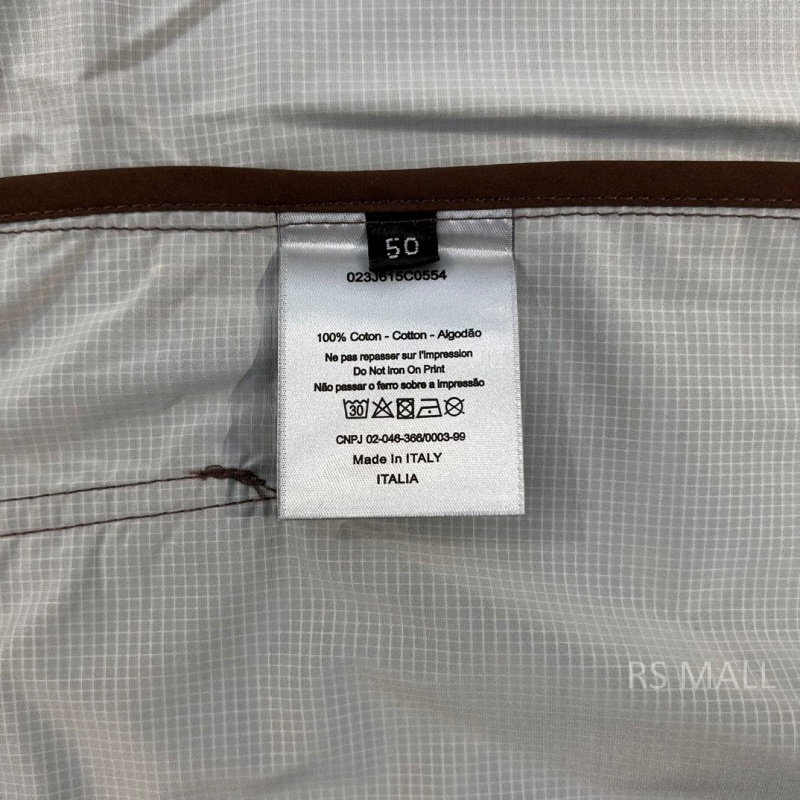 50
023J615C0554
100% Coton - Cotton - Algodão
Ne pas repasser sur l'impression
Do Not Iron On Print
Não passar o ferro sobre a impressão
30
CNPJ 02-046-366/0003-99
Made In ITALY
ITALIA
RS MALL